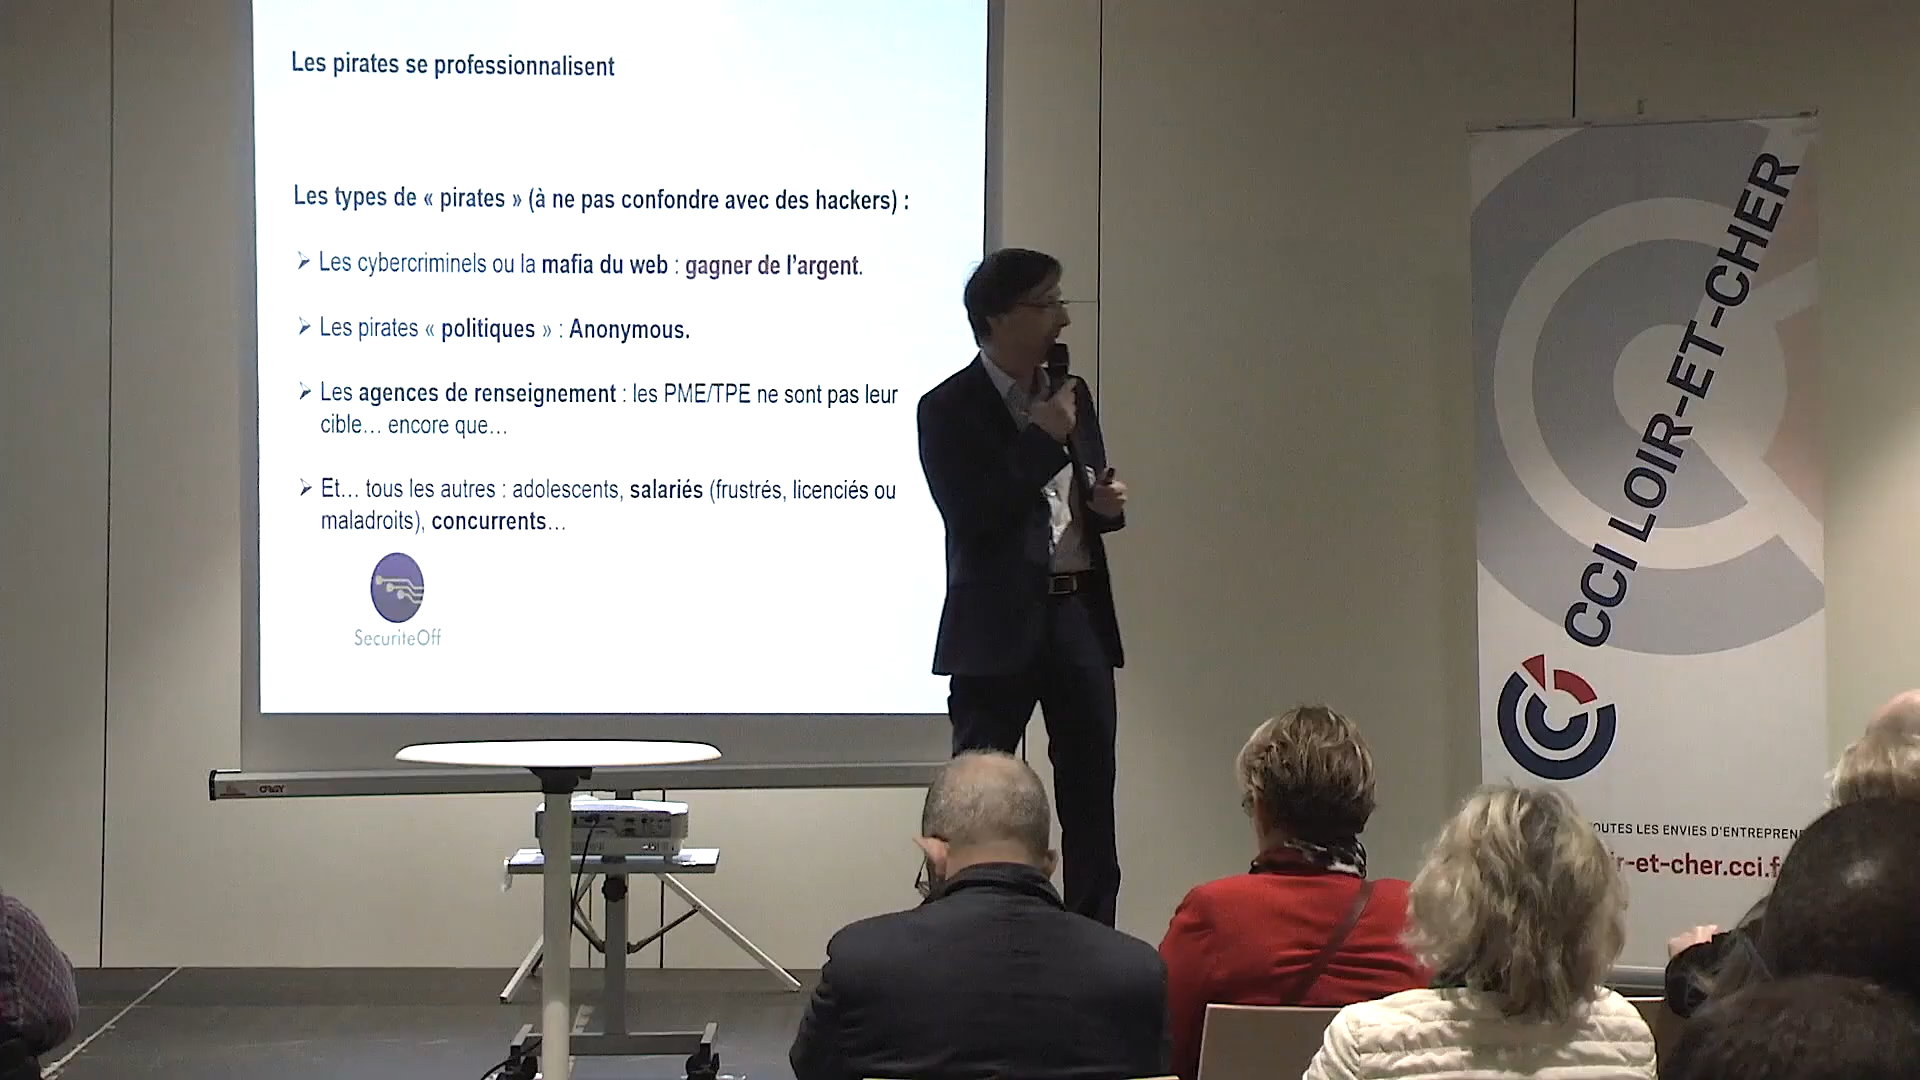 Les pirates se professionnalisent
Les types de « pirates » (à ne pas confondre avec des hackers) :
➢ Les cybercriminels ou la mafia du web : gagner de l'argent.
➢ Les pirates « politiques » : Anonymous.
➢ Les agences de renseignement : les PME/TPE ne sont pas leur
cible… encore que…
➢ Et… tous les autres : adolescents, salariés (frustrés, licenciés ou
maladroits), concurrents…
SecuriteOff
CCI LOIR-ET-CHER
OUTES LES ENVIES D'ENTREPREN
ir-et-cher.cci.f